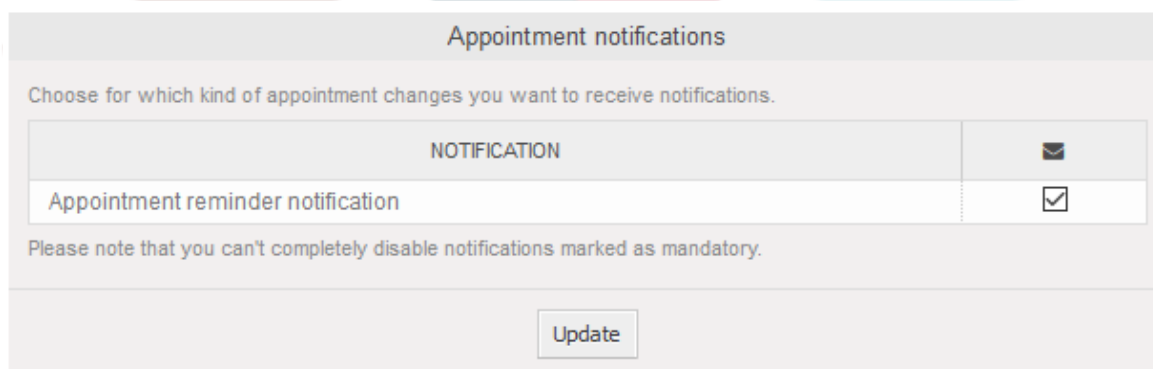 Appointment notifications
Choose for which kind of appointment changes you want to receive notifications.
NOTIFICATION
Appointment reminder notification
Please note that you can't completely disable notifications marked as mandatory.
Update